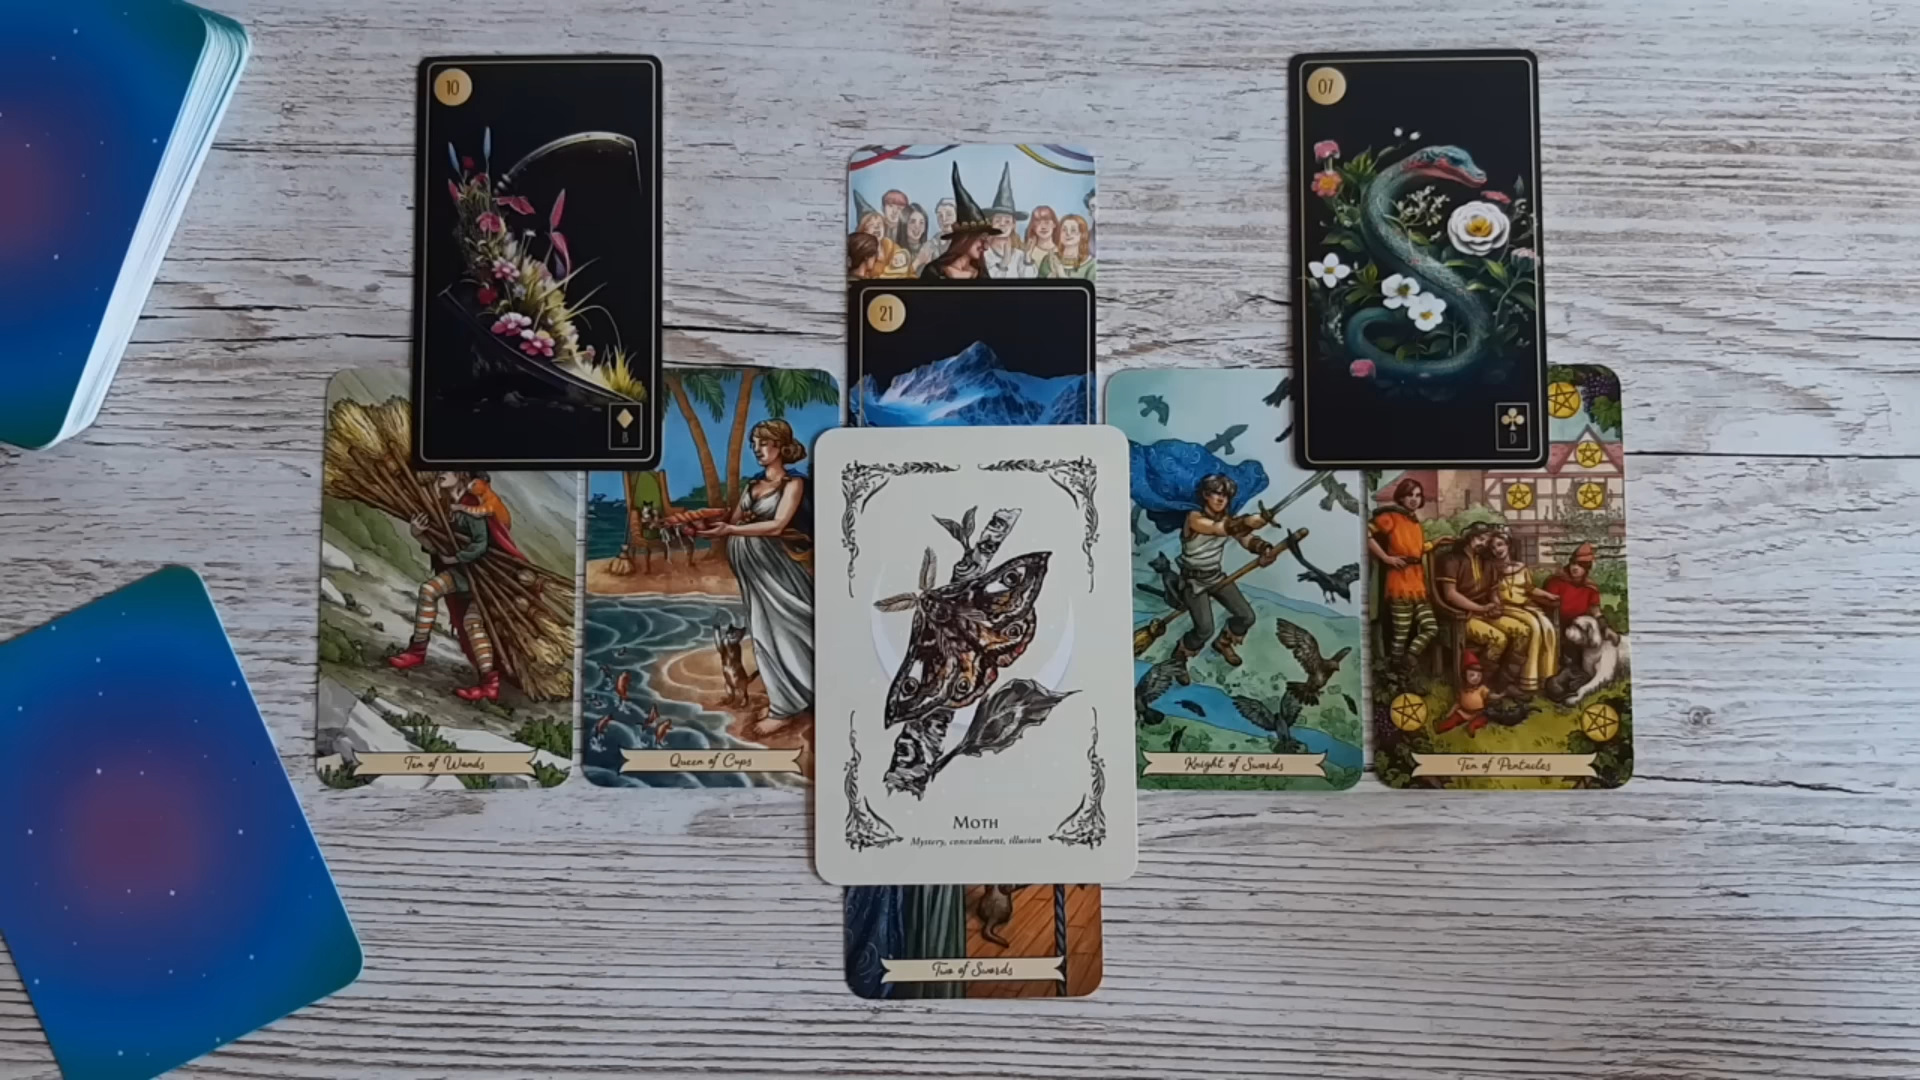 10
07
21
Ten of Wands
Queen of Cups
Knight of Swords
Ten of Pentacles
Moth
Mystery, concealment, illusion
Two of Swords